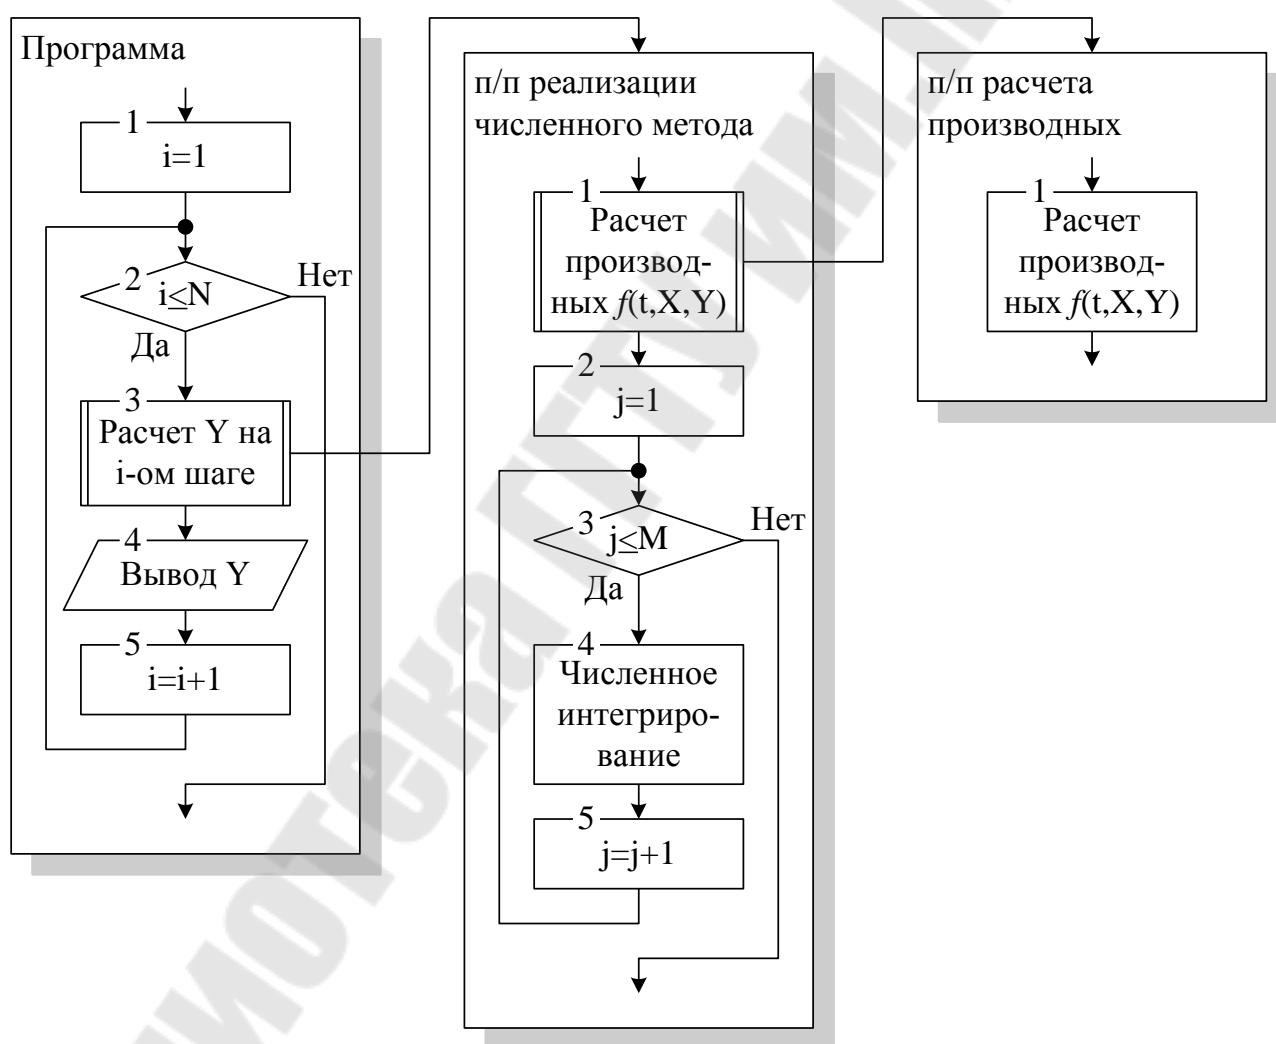 Программа
1
i=1
2
i≤N
Нет
Да
3
Расчет Y на
i-ом шаге
4
Вывод Y
5
i=i+1
п/п реализации
численного метода
1
Расчет
производ-
ных f(t,X,Y)
2
j=1
3
j≤M
Нет
Да
4
Численное
интегриро-
вание
5
j=j+1
п/п расчета
производных
1
Расчет
производ-
ных f(t,X,Y)
ГГТУ им.